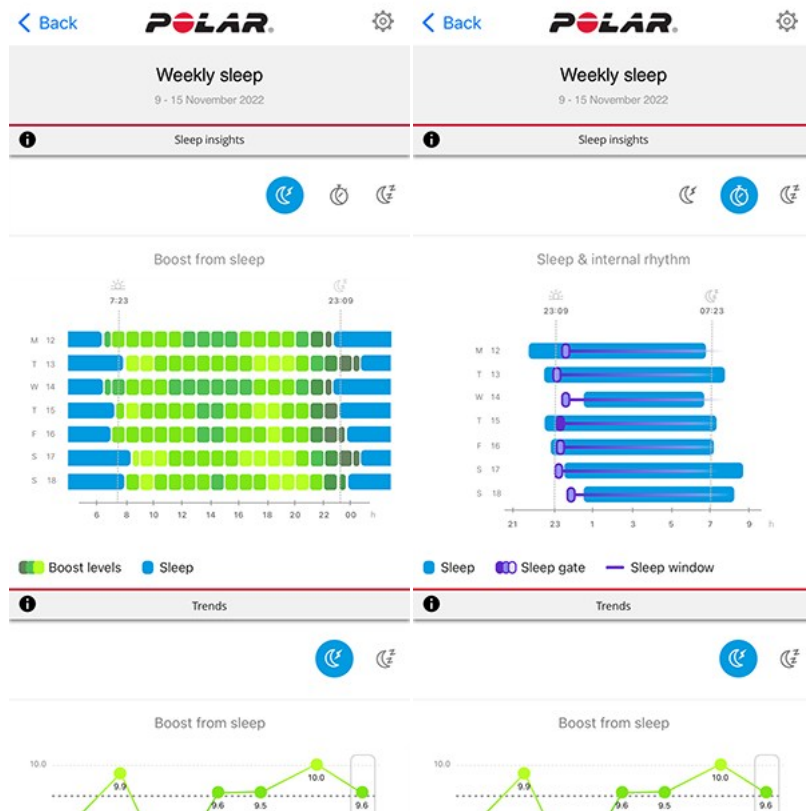 Back
POLAR.
Weekly sleep
9 - 15 November 2022
Sleep insights
Boost from sleep
7:23 23:09
M 12
T 13
W 14
T 15
F 16
S 17
S 18
6 8 10 12 14 16 18 20 22 00 h
Boost levels Sleep
Trends
Boost from sleep
10.0
9.9
9.6
9.5
10.0
9.6
Back
POLAR.
Weekly sleep
9 - 15 November 2022
Sleep insights
Sleep & internal rhythm
23:09 07:23
M 12
T 13
W 14
T 15
F 16
S 17
S 18
21 23 1 3 5 7 9 h
Sleep Sleep gate Sleep window
Trends
Boost from sleep
10.0
9.9
9.6
9.5
10.0
9.6